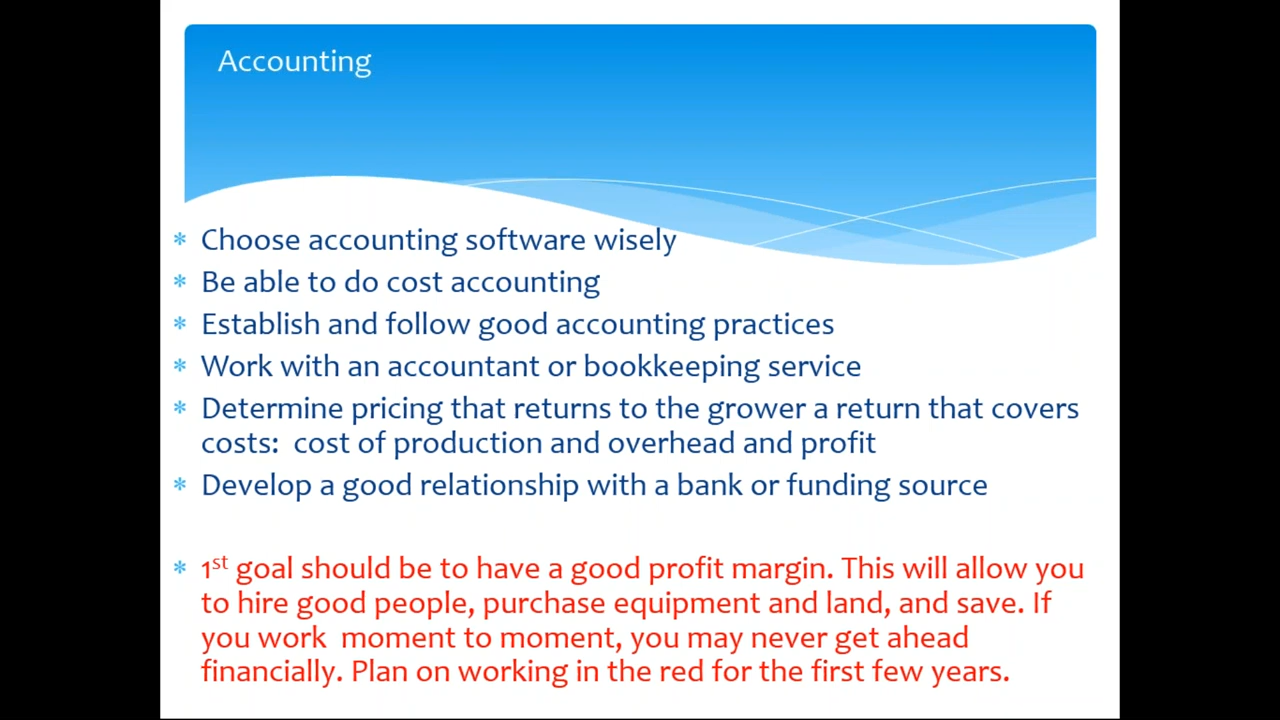 Accounting
* Choose accounting software wisely
* Be able to do cost accounting
* Establish and follow good accounting practices
* Work with an accountant or bookkeeping service
* Determine pricing that returns to the grower a return that covers
costs:  cost of production and overhead and profit
* Develop a good relationship with a bank or funding source
* 1st goal should be to have a good profit margin. This will allow you
to hire good people, purchase equipment and land, and save. If
you work  moment to moment, you may never get ahead
financially. Plan on working in the red for the first few years.